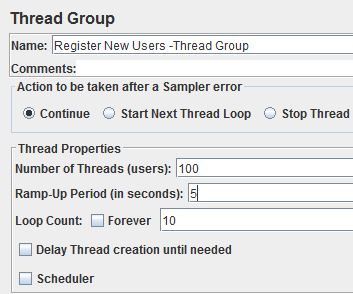 Thread Group
Name: Register New Users -Thread Group
Comments:
Action to be taken after a Sampler error
Continue Start Next Thread Loop Stop Thread
Thread Properties
Number of Threads (users): 100
Ramp-Up Period (in seconds): 5
Loop Count: Forever 10
Delay Thread creation until needed
Scheduler